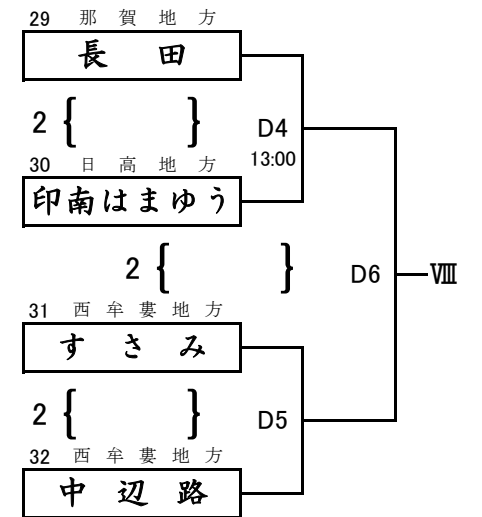 29 那賀地方
長田
2 { } D4
13:00
30 日高地方
印南はまゆう
2 { } D6 Ⅷ
31 西牟婁地方
すさみ
2 { } D5
32 西牟婁地方
中辺路